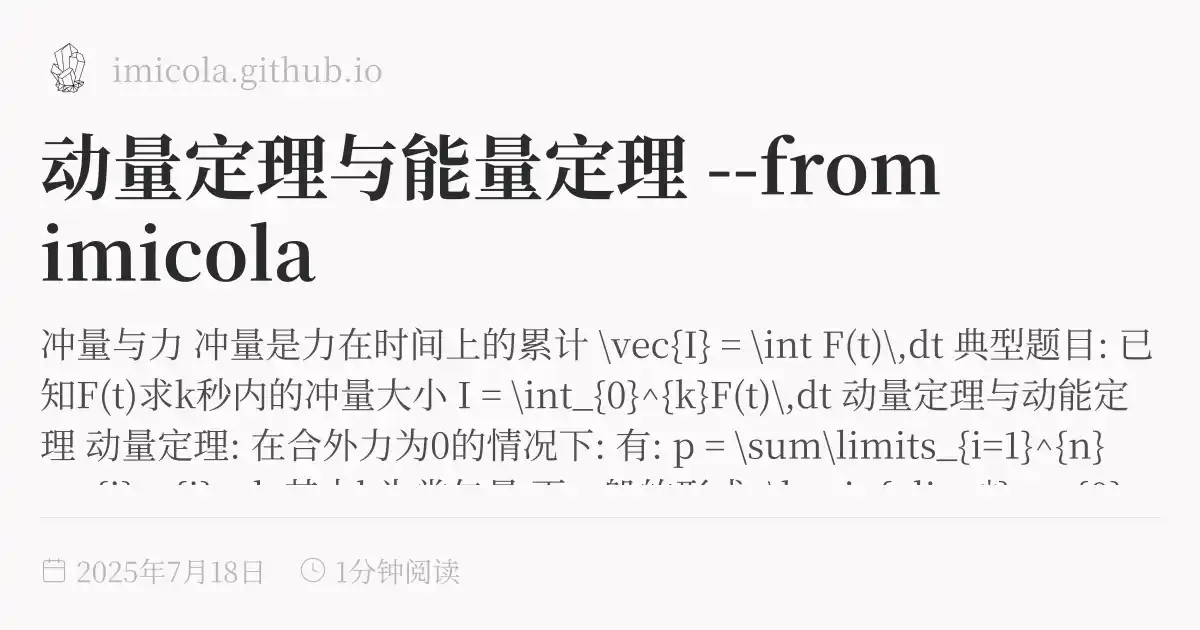 imicola.github.io
动量定理与能量定理 --from
imicola
冲量与力 冲量是力在时间上的累计 \vec{I} = \int F(t)\,dt 典型题目: 已
知F(t)求k秒内的冲量大小 I = \int_{0}^{k}F(t)\,dt 动量定理与动能定
理 动量定理: 在合外力为0的情况下: 有: p = \sum\limits_{i=1}^{n}
2025年7月18日
1分钟阅读